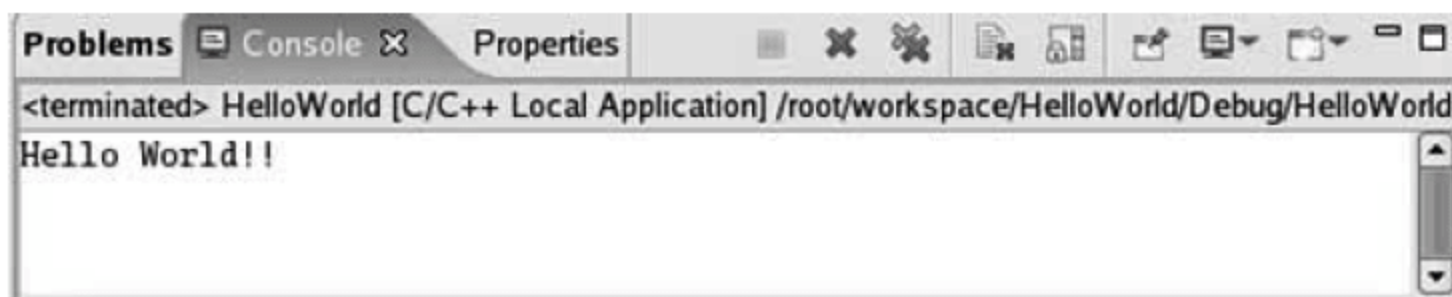 Problems Console Properties
<terminated> HelloWorld [C/C++ Local Application] /root/workspace/HelloWorld/Debug/HelloWorld
Hello World!!